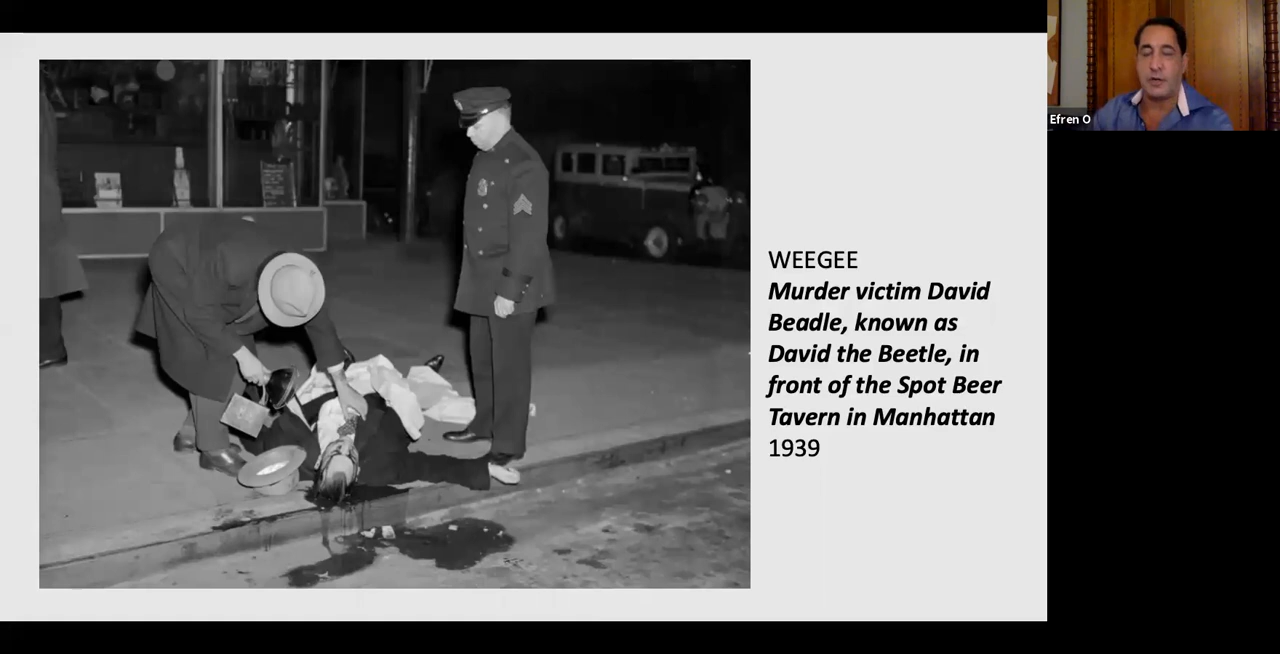 WEEGEE
Murder victim David
Beadle, known as
David the Beetle, in
front of the Spot Beer
Tavern in Manhattan
1939
Efren O